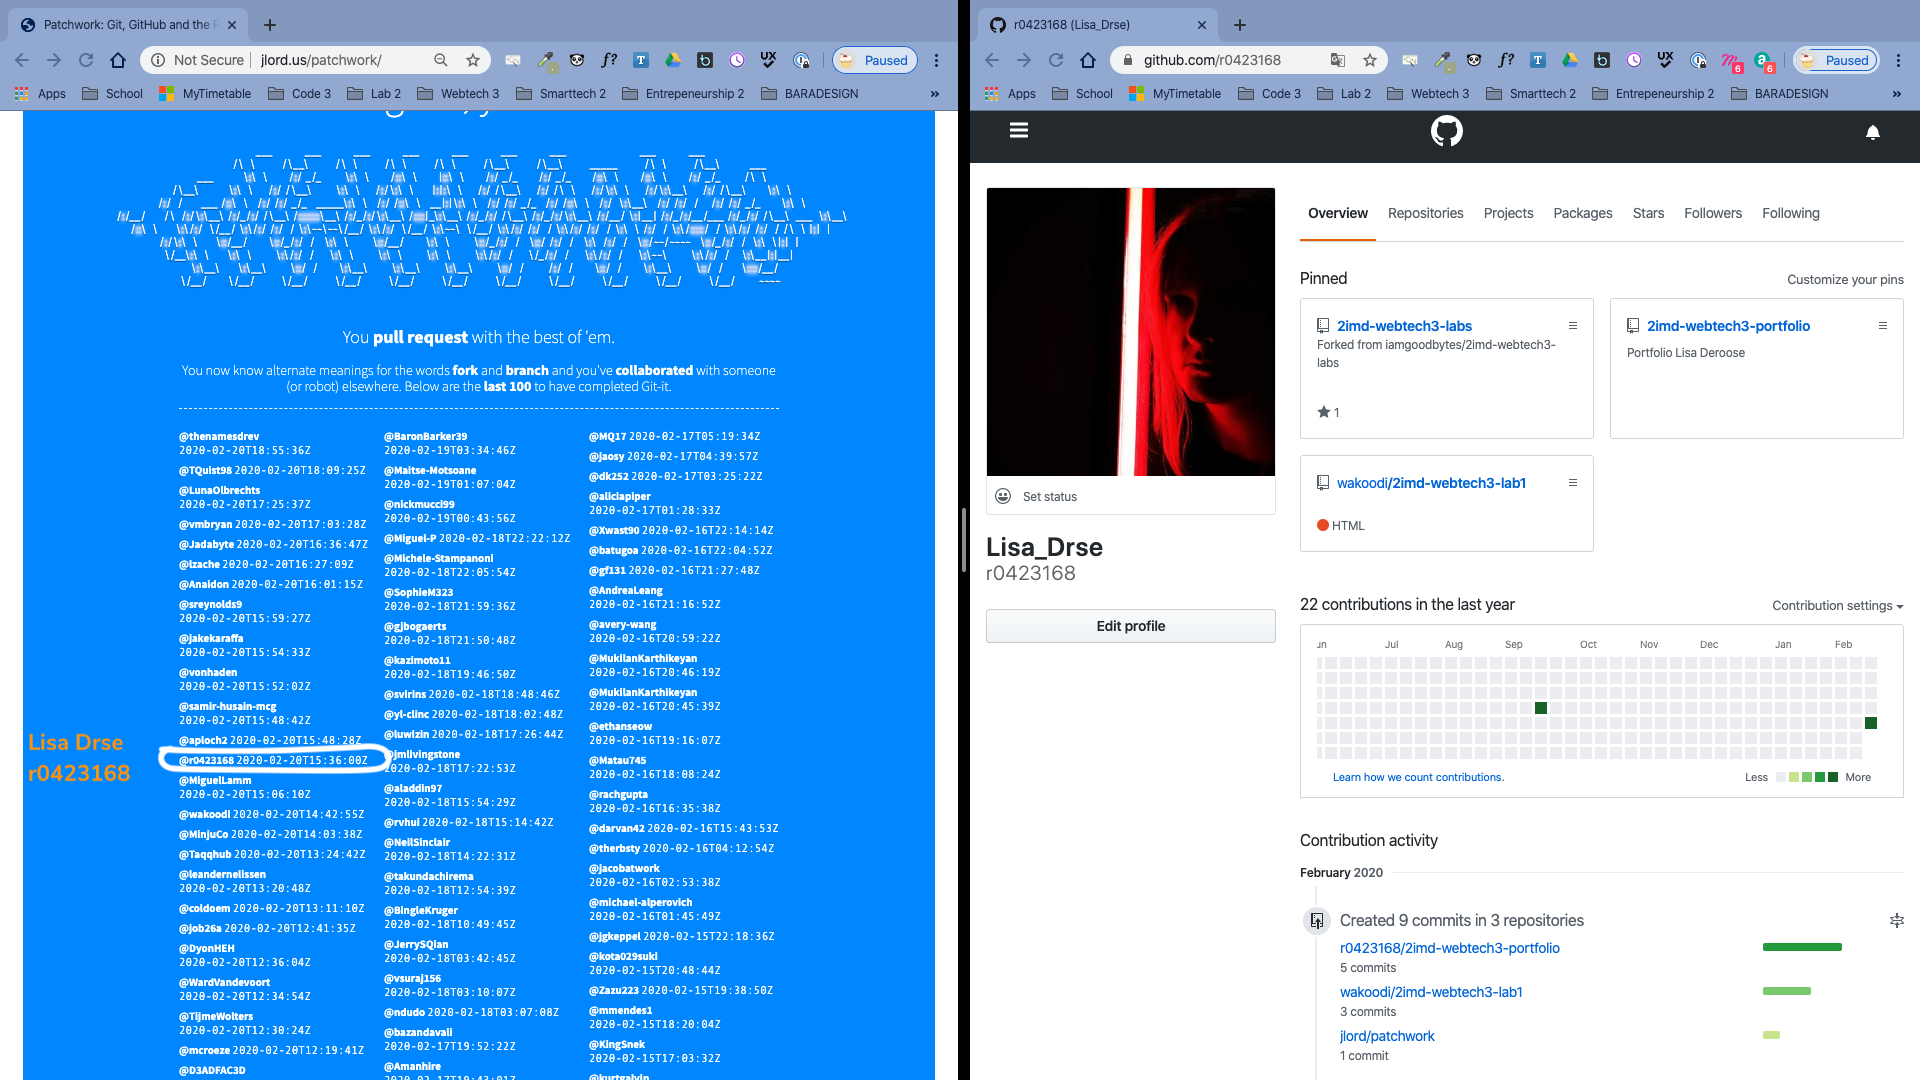 Patchwork: Git, GitHub and the P
Not Secure
jlord.us/patchwork/
Paused
Apps
School
MyTimetable
Code 3
Lab 2
Webtech 3
Smarttech 2
Entrepeneurship 2
BARADESIGN
»
You pull request with the best of 'em.
You now know alternate meanings for the words fork and branch and you've collaborated with someone
(or robot) elsewhere. Below are the last 100 to have completed Git-it.
@thenamesdrev
2020-02-20T18:55:36Z
@TQuist98 2020-02-20T18:09:25Z
@LunaOlbrechts
2020-02-20T17:25:37Z
@vmbryan 2020-02-20T17:03:28Z
@Jadabyte 2020-02-20T16:36:47Z
@lzache 2020-02-20T16:27:09Z
@Anaidon 2020-02-20T16:01:15Z
@sreynolds9
2020-02-20T15:59:27Z
@jakekaraffa
2020-02-20T15:54:33Z
@vonhaden
2020-02-20T15:52:02Z
@samir-husain-mcg
2020-02-20T15:48:42Z
@aploch2 2020-02-20T15:48:28Z
@r0423168 2020-02-20T15:36:00Z
@MiguelLamm
2020-02-20T15:06:10Z
@wakoodi 2020-02-20T14:42:55Z
@MinjuCo 2020-02-20T14:03:38Z
@Taqqhub 2020-02-20T13:24:42Z
@leandernelissen
2020-02-20T13:20:48Z
@coldoem 2020-02-20T13:11:10Z
@job26a 2020-02-20T12:41:35Z
@DyonHEH
2020-02-20T12:36:04Z
@WardVandevoort
2020-02-20T12:34:54Z
@TijmeWolters
2020-02-20T12:30:24Z
@mcroeze 2020-02-20T12:19:41Z
@D3ADFAC3D
Lisa Drse
r0423168
@BaronBarker39
2020-02-19T03:34:46Z
@Maitse-Motsoane
2020-02-19T01:07:04Z
@nickmucci99
2020-02-19T00:43:56Z
@Miguel-P 2020-02-18T22:22:12Z
@Michele-Stampanoni
2020-02-18T22:05:54Z
@SophieM323
2020-02-18T21:59:36Z
@gjbogaerts
2020-02-18T21:50:48Z
@kazimoto11
2020-02-18T19:46:50Z
@svirins 2020-02-18T18:48:46Z
@yl-clinc 2020-02-18T18:02:48Z
@luwizin 2020-02-18T17:26:44Z
@jmlivingstone
2020-02-18T17:22:53Z
@aladdin97
2020-02-18T15:54:29Z
@rvhui 2020-02-18T15:14:42Z
@NeilSinclair
2020-02-18T14:22:31Z
@takundachirema
2020-02-18T12:54:39Z
@BingleKruger
2020-02-18T10:49:45Z
@JerrySQian
2020-02-18T03:42:45Z
@vsuraj156
2020-02-18T03:10:07Z
@ndudo 2020-02-18T03:07:08Z
@bazandavali
2020-02-17T19:52:22Z
@Amanhire
2020-02-17T19:43:01Z
@MQ17 2020-02-17T05:19:34Z
@jaosy 2020-02-17T04:39:57Z
@dk252 2020-02-17T03:25:22Z
@aliciapiper
2020-02-17T01:28:33Z
@Xwast90 2020-02-16T22:14:14Z
@batugoa 2020-02-16T22:04:52Z
@gf131 2020-02-16T21:27:48Z
@AndreaLeang
2020-02-16T21:16:52Z
@avery-wang
2020-02-16T20:59:22Z
@MukilanKarthikeyan
2020-02-16T20:46:19Z
@MukilanKarthikeyan
2020-02-16T20:45:39Z
@ethanseow
2020-02-16T19:16:07Z
@Matau745
2020-02-16T18:08:24Z
@rachgupta
2020-02-16T16:35:38Z
@darvan42 2020-02-16T15:43:53Z
@therbsty 2020-02-16T04:12:54Z
@jacobatwork
2020-02-16T02:53:38Z
@michael-alperovich
2020-02-16T01:45:49Z
@jgkeppel 2020-02-15T22:18:36Z
@kota029suki
2020-02-15T20:48:44Z
@Zazu223 2020-02-15T19:38:50Z
@mmendes1
2020-02-15T18:20:04Z
@KingSnek
2020-02-15T17:03:32Z
@kurtgalvin
r0423168 (Lisa_Drse)
github.com/r0423168
Paused
Apps
School
MyTimetable
Code 3
Lab 2
Webtech 3
Smarttech 2
Entrepeneurship 2
BARADESIGN
»
Set status
Lisa_Drse
r0423168
Edit profile
Overview
Repositories
Projects
Packages
Stars
Followers
Following
Pinned
Customize your pins
2imd-webtech3-labs
Forked from iamgoodbytes/2imd-webtech3-
labs
1
2imd-webtech3-portfolio
Portfolio Lisa Deroose
wakoodi/2imd-webtech3-lab1
HTML
22 contributions in the last year
Contribution settings
un
Jul
Aug
Sep
Oct
Nov
Dec
Jan
Feb
Learn how we count contributions.
Less
More
Contribution activity
February 2020
Created 9 commits in 3 repositories
r0423168/2imd-webtech3-portfolio
5 commits
wakoodi/2imd-webtech3-lab1
3 commits
jlord/patchwork
1 commit